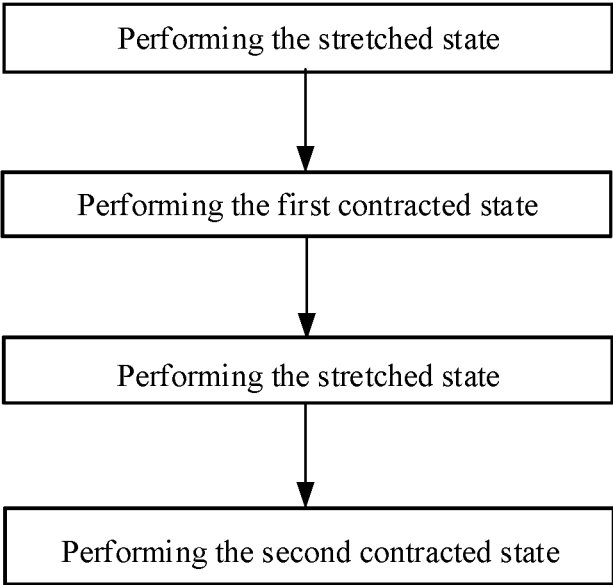 Performing the stretched state
Performing the first contracted state
Performing the stretched state
Performing the second contracted state